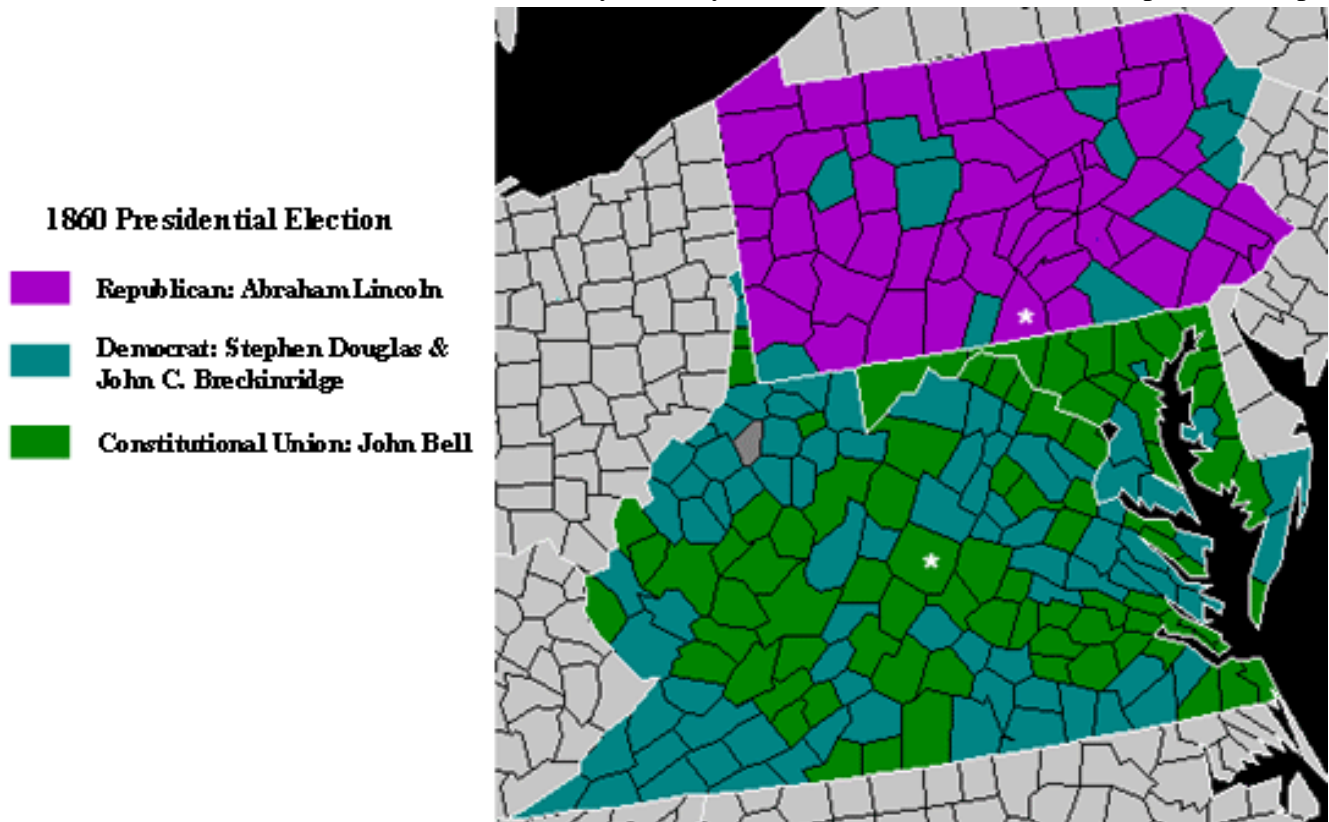 1860 Presidential Election
Republican: Abraham Lincoln
Democrat: Stephen Douglas &
John C. Breckinridge
Constitutional Union: John Bell